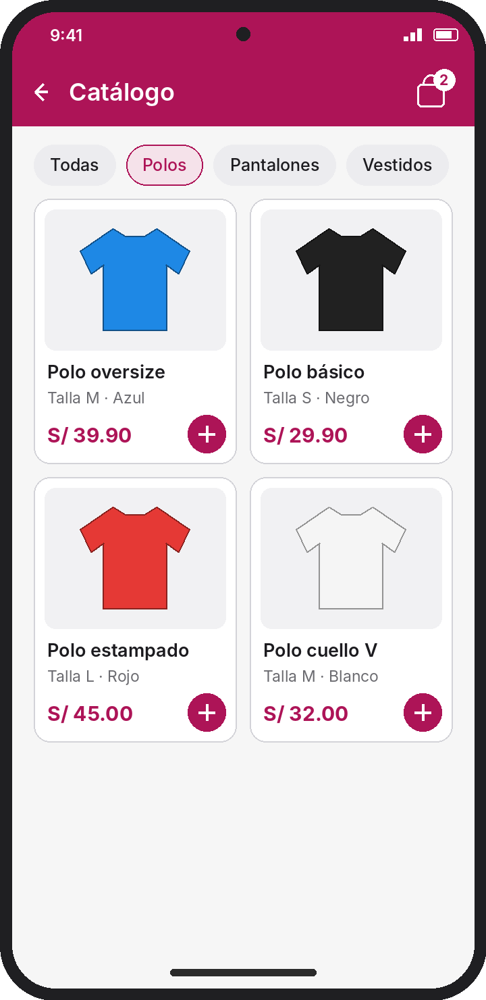 9:41
Catálogo
2
Todas Polos Pantalones Vestidos
Polo oversize
Talla M · Azul
S/ 39.90
Polo básico
Talla S · Negro
S/ 29.90
Polo estampado
Talla L · Rojo
S/ 45.00
Polo cuello V
Talla M · Blanco
S/ 32.00